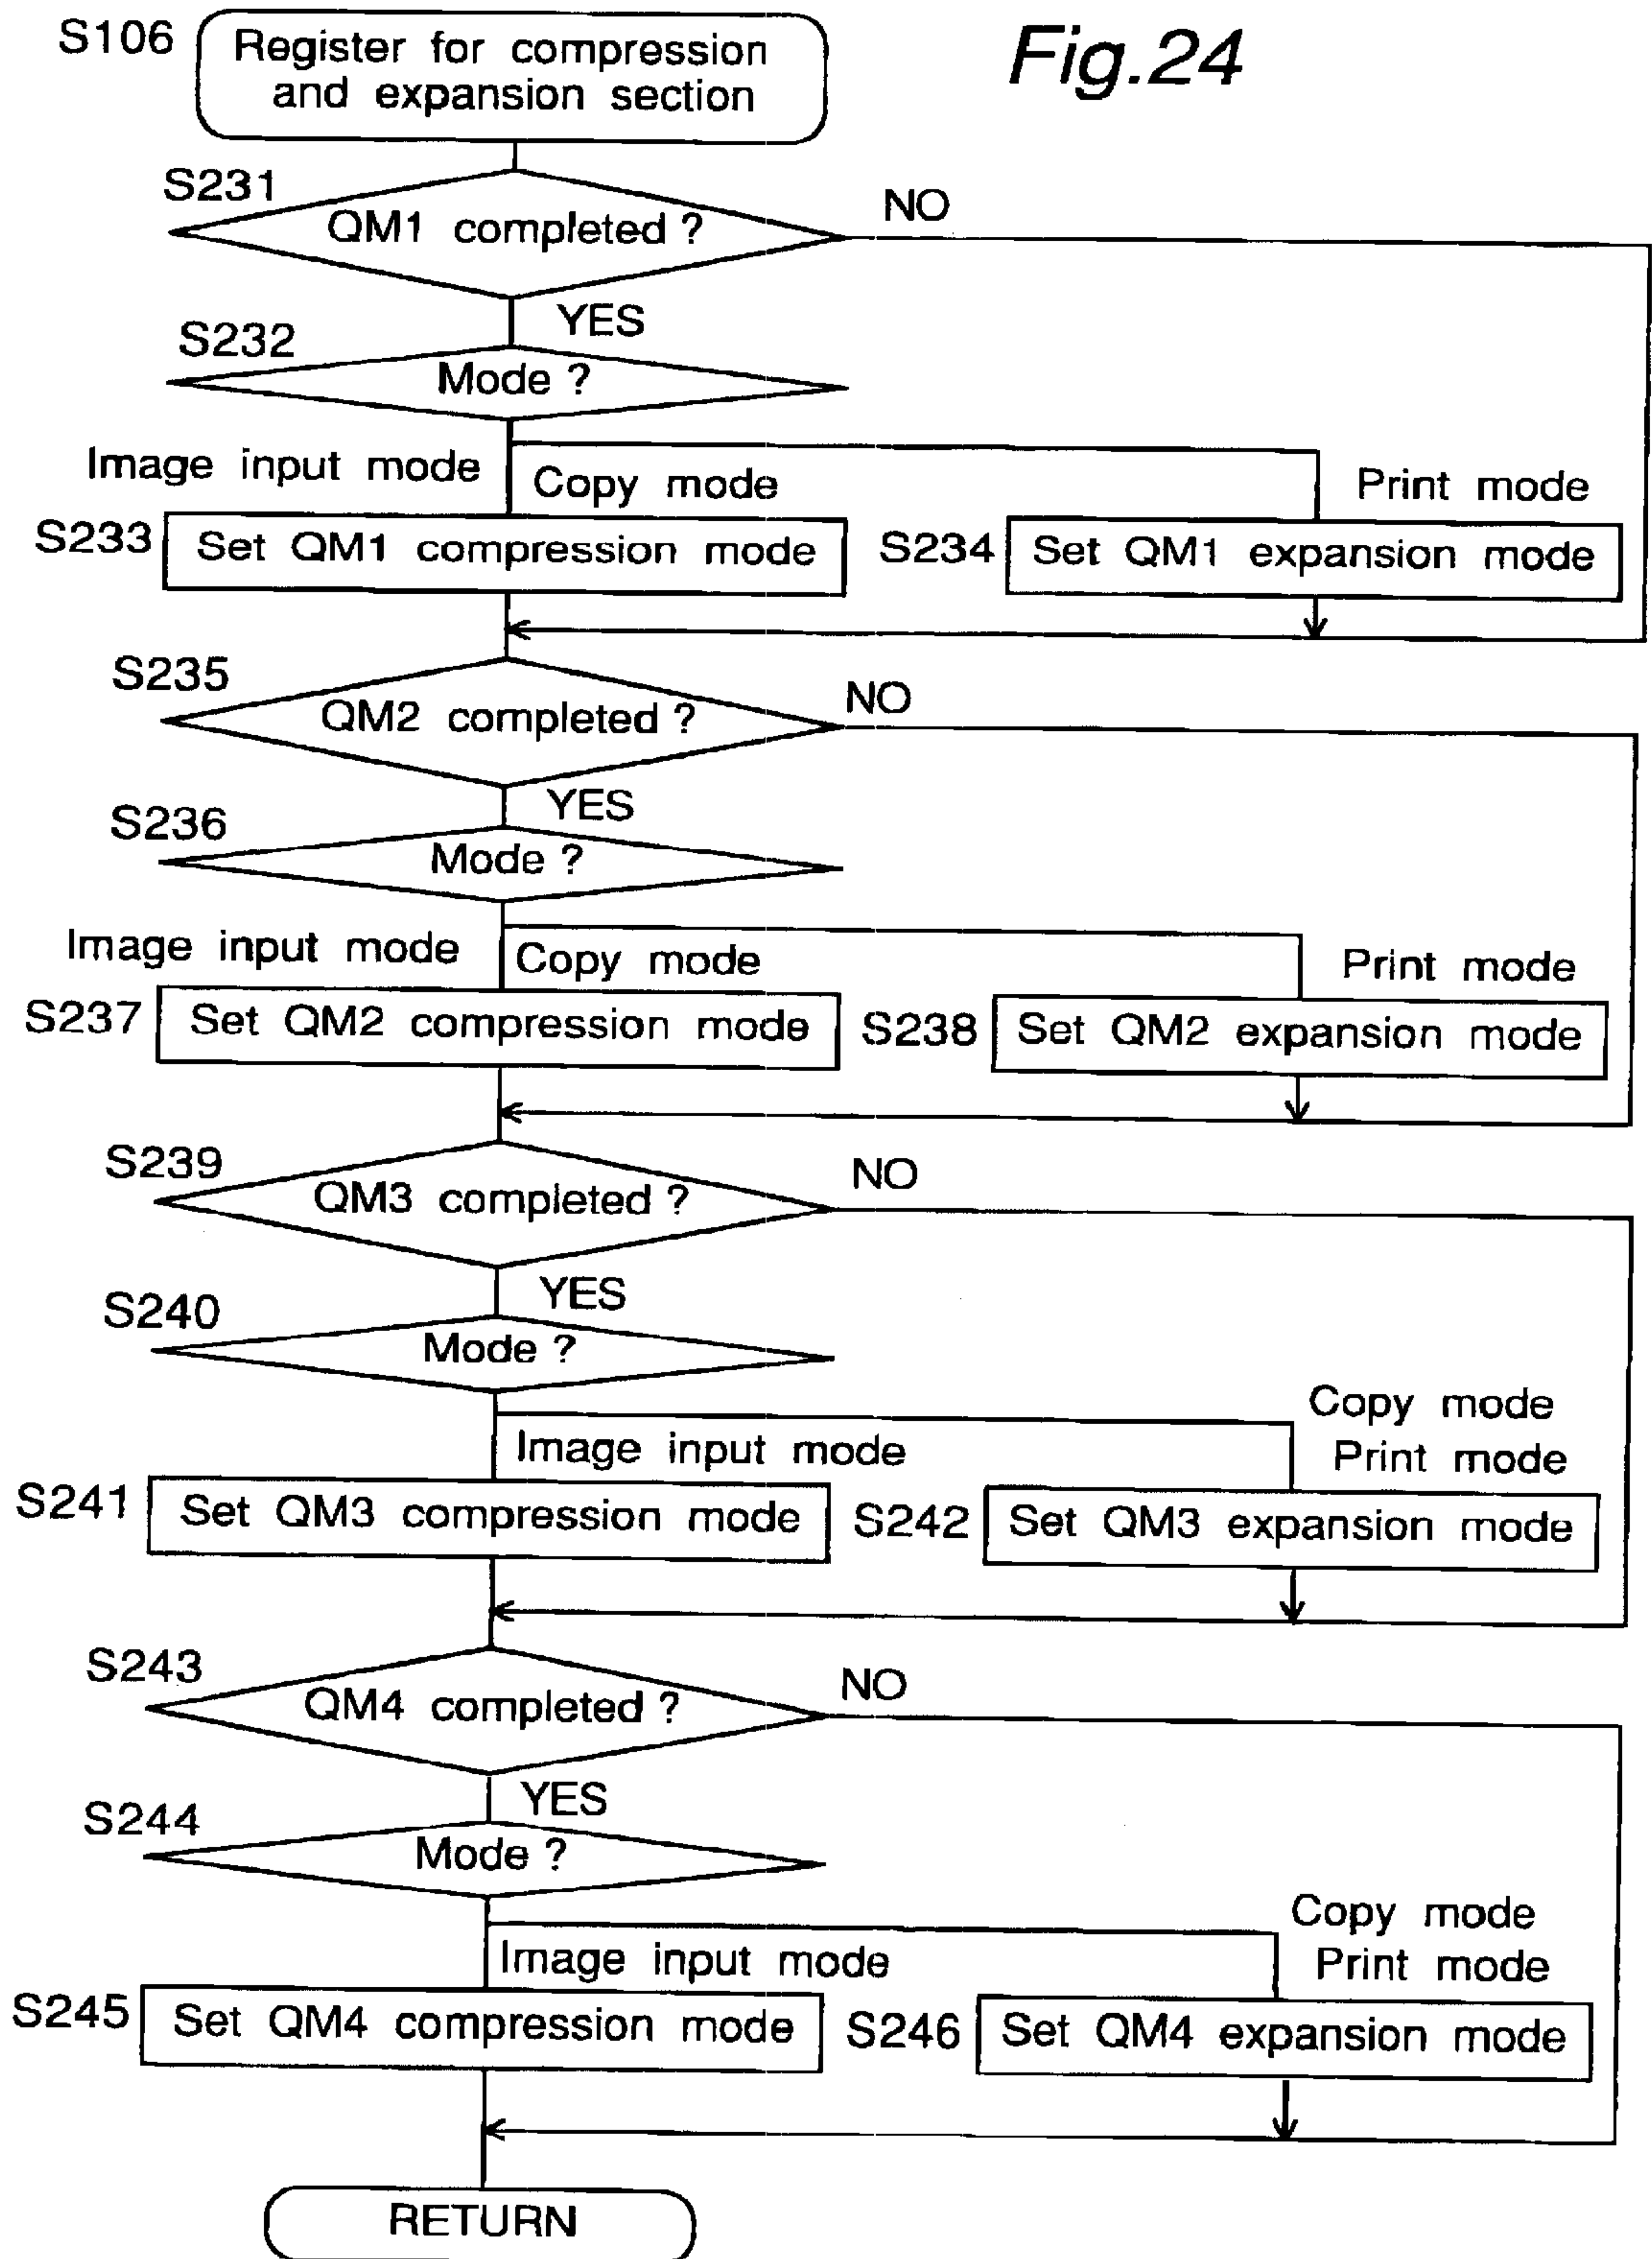 Fig.24
S106
Register for compression
and expansion section
S231
QM1 completed ?
NO
YES
S232
Mode ?
Image input mode
Copy mode
Print mode
S233
Set QM1 compression mode
S234
Set QM1 expansion mode
S235
QM2 completed ?
NO
YES
S236
Mode ?
Image input mode
Copy mode
Print mode
S237
Set QM2 compression mode
S238
Set QM2 expansion mode
S239
QM3 completed ?
NO
YES
S240
Mode ?
Copy mode
Image input mode
Print mode
S241
Set QM3 compression mode
S242
Set QM3 expansion mode
S243
QM4 completed ?
NO
YES
S244
Mode ?
Copy mode
Image input mode
Print mode
S245
Set QM4 compression mode
S246
Set QM4 expansion mode
RETURN